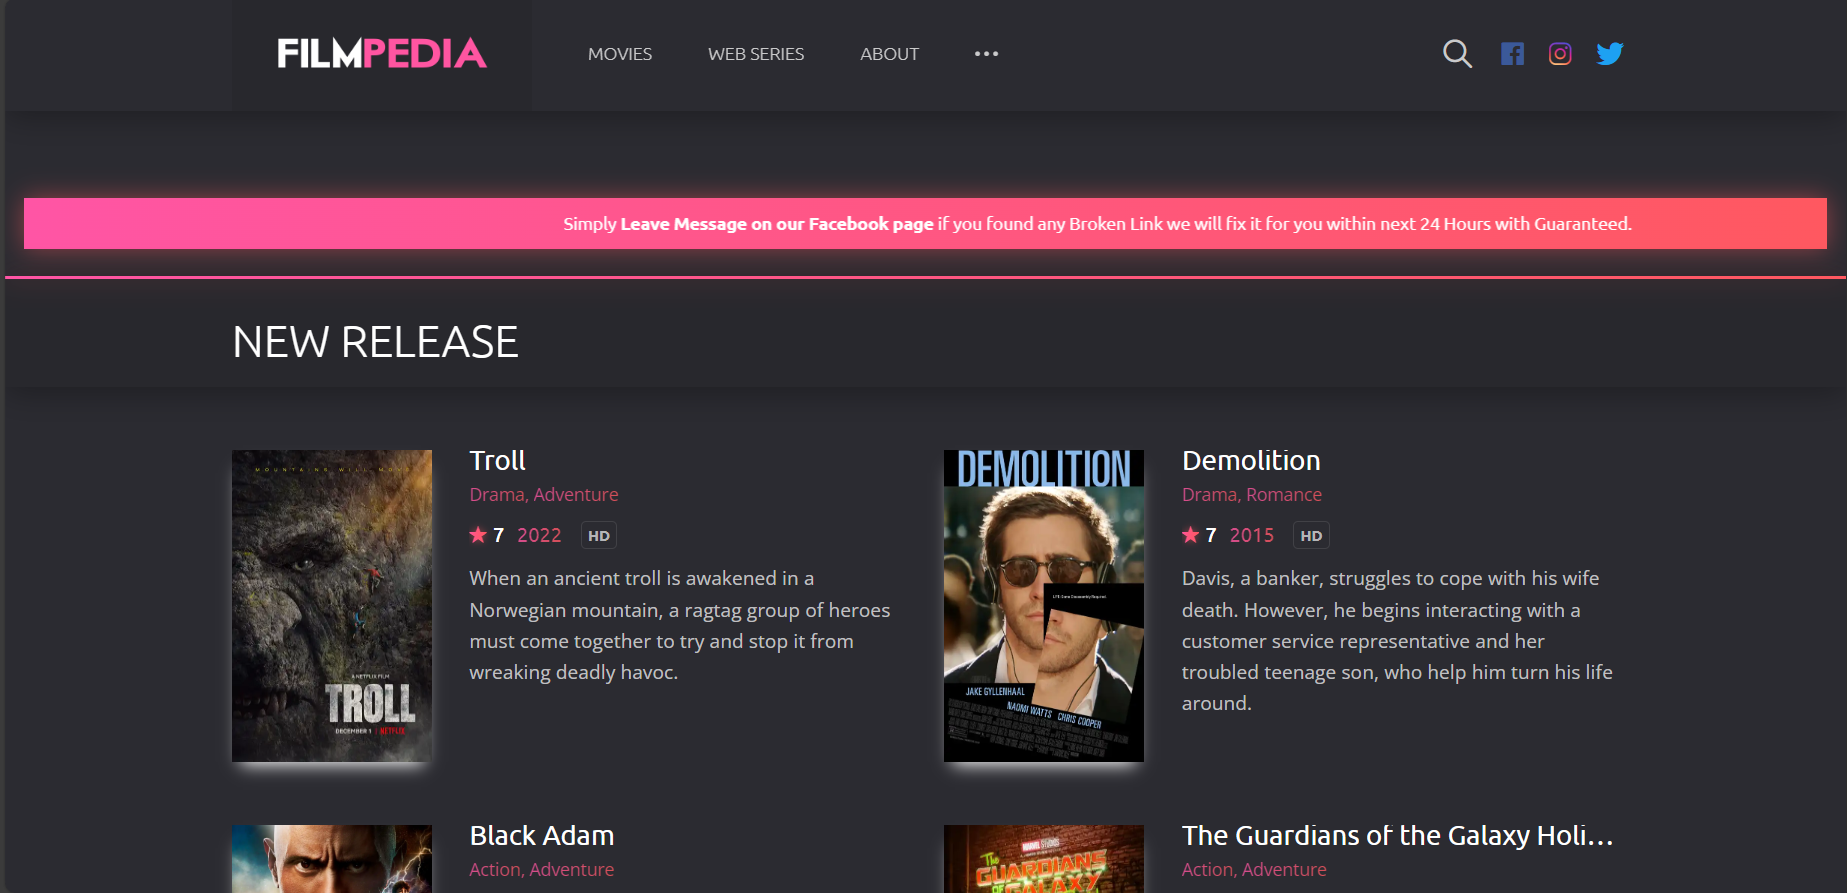 FILMPEDIA
MOVIES
WEB SERIES
ABOUT
Simply Leave Message on our Facebook page if you found any Broken Link we will fix it for you within next 24 Hours with Guaranteed.
NEW RELEASE
MOUNTAINS WILL MOVE
A NETFLIX FILM
TROLL
DECEMBER 1 | NETFLIX
Troll
Drama, Adventure
7 2022 HD
When an ancient troll is awakened in a
Norwegian mountain, a ragtag group of heroes
must come together to try and stop it from
wreaking deadly havoc.
DEMOLITION
LIFE: Some Disassembly Required
JAKE GYLLENHAAL
NAOMI WATTS CHRIS COOPER
Demolition
Drama, Romance
7 2015 HD
Davis, a banker, struggles to cope with his wife
death. However, he begins interacting with a
customer service representative and her
troubled teenage son, who help him turn his life
around.
Black Adam
Action, Adventure
MARVEL STUDIOS
The
GUARDIANS
OF THE GALAXY
The Guardians of the Galaxy Holi...
Action, Adventure